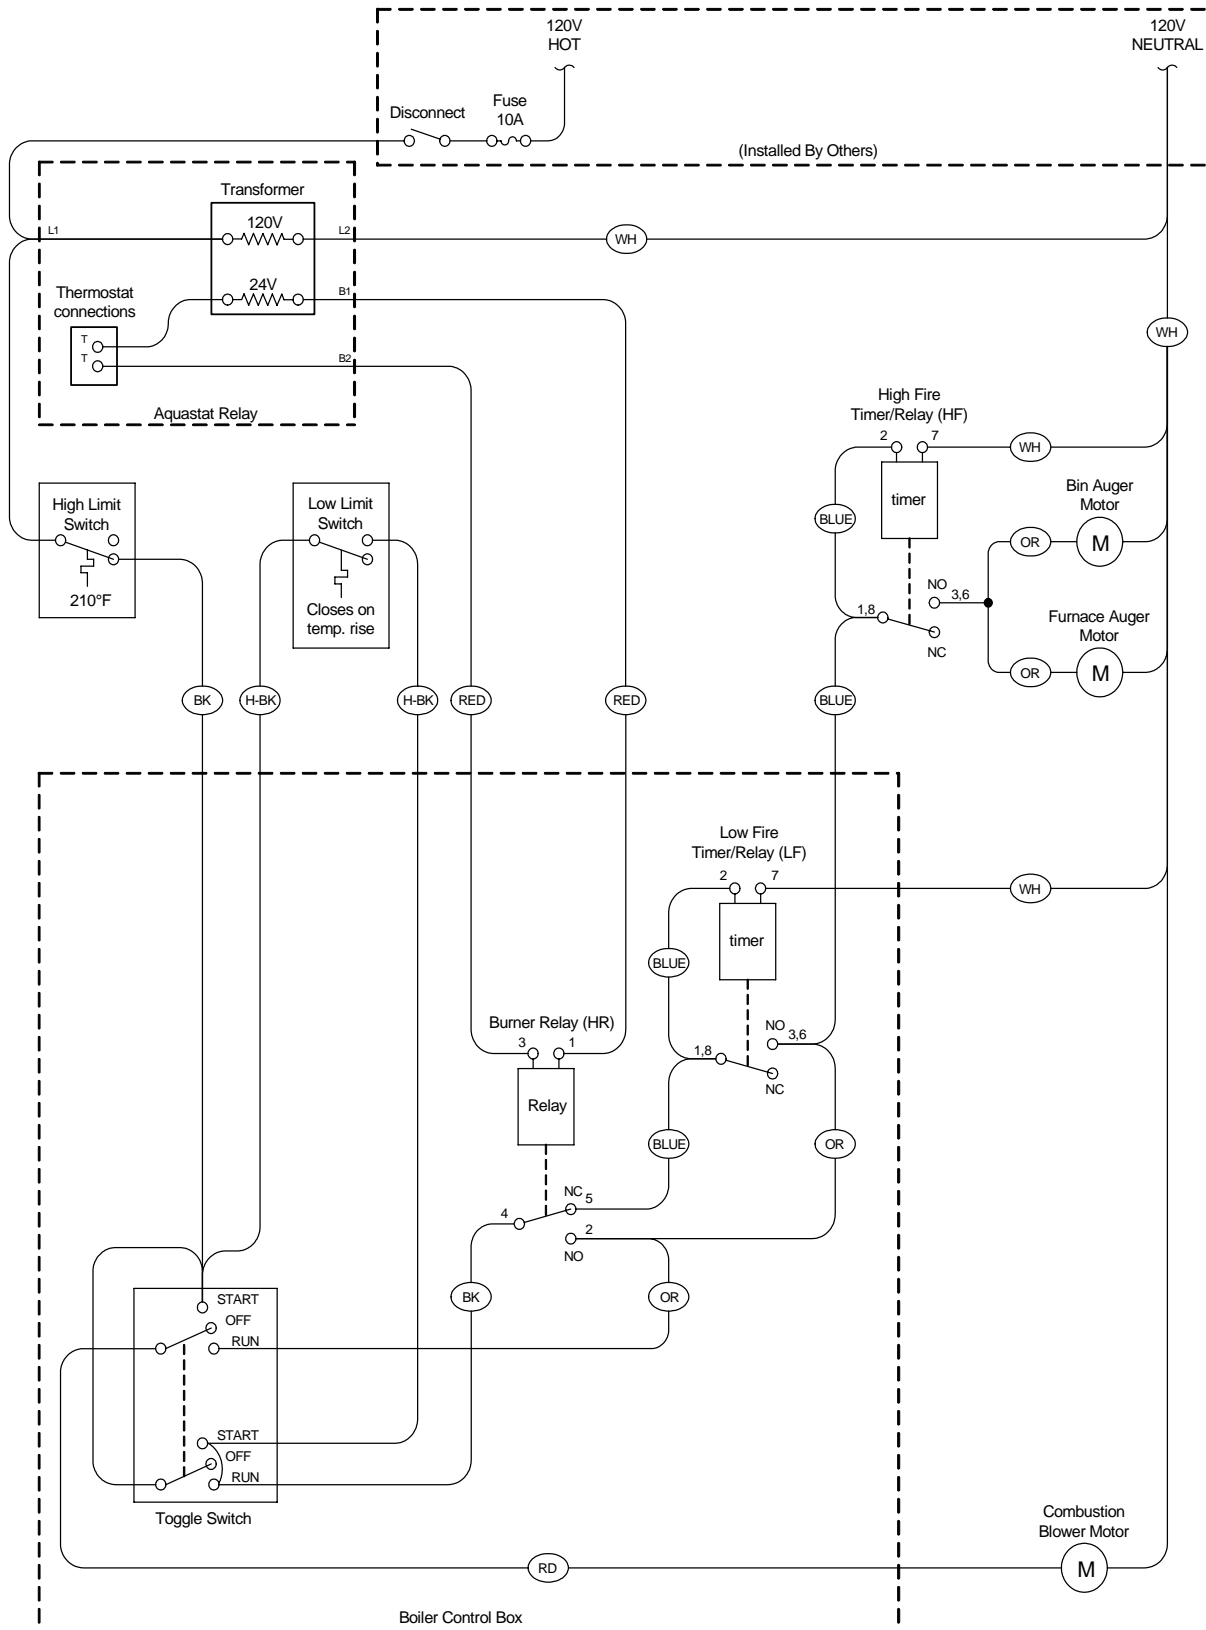 120V
HOT
120V
NEUTRAL
Disconnect
Fuse
10A
(Installed By Others)
Transformer
120V
L1
L2
WH
24V
B1
Thermostat
connections
T
T
B2
Aquastat Relay
WH
High Fire
Timer/Relay (HF)
2
7
WH
timer
BLUE
Bin Auger
Motor
OR
M
NO
3,6
1,8
NC
Furnace Auger
Motor
OR
M
High Limit
Switch
210°F
Low Limit
Switch
Closes on
temp. rise
BK
H-BK
H-BK
RED
RED
BLUE
Low Fire
Timer/Relay (LF)
2
7
WH
timer
BLUE
NO
3,6
1,8
NC
Burner Relay (HR)
3
1
Relay
BLUE
OR
NC
5
4
2
NO
BK
OR
START
OFF
RUN
START
OFF
RUN
Toggle Switch
Combustion
Blower Motor
RD
M
Boiler Control Box